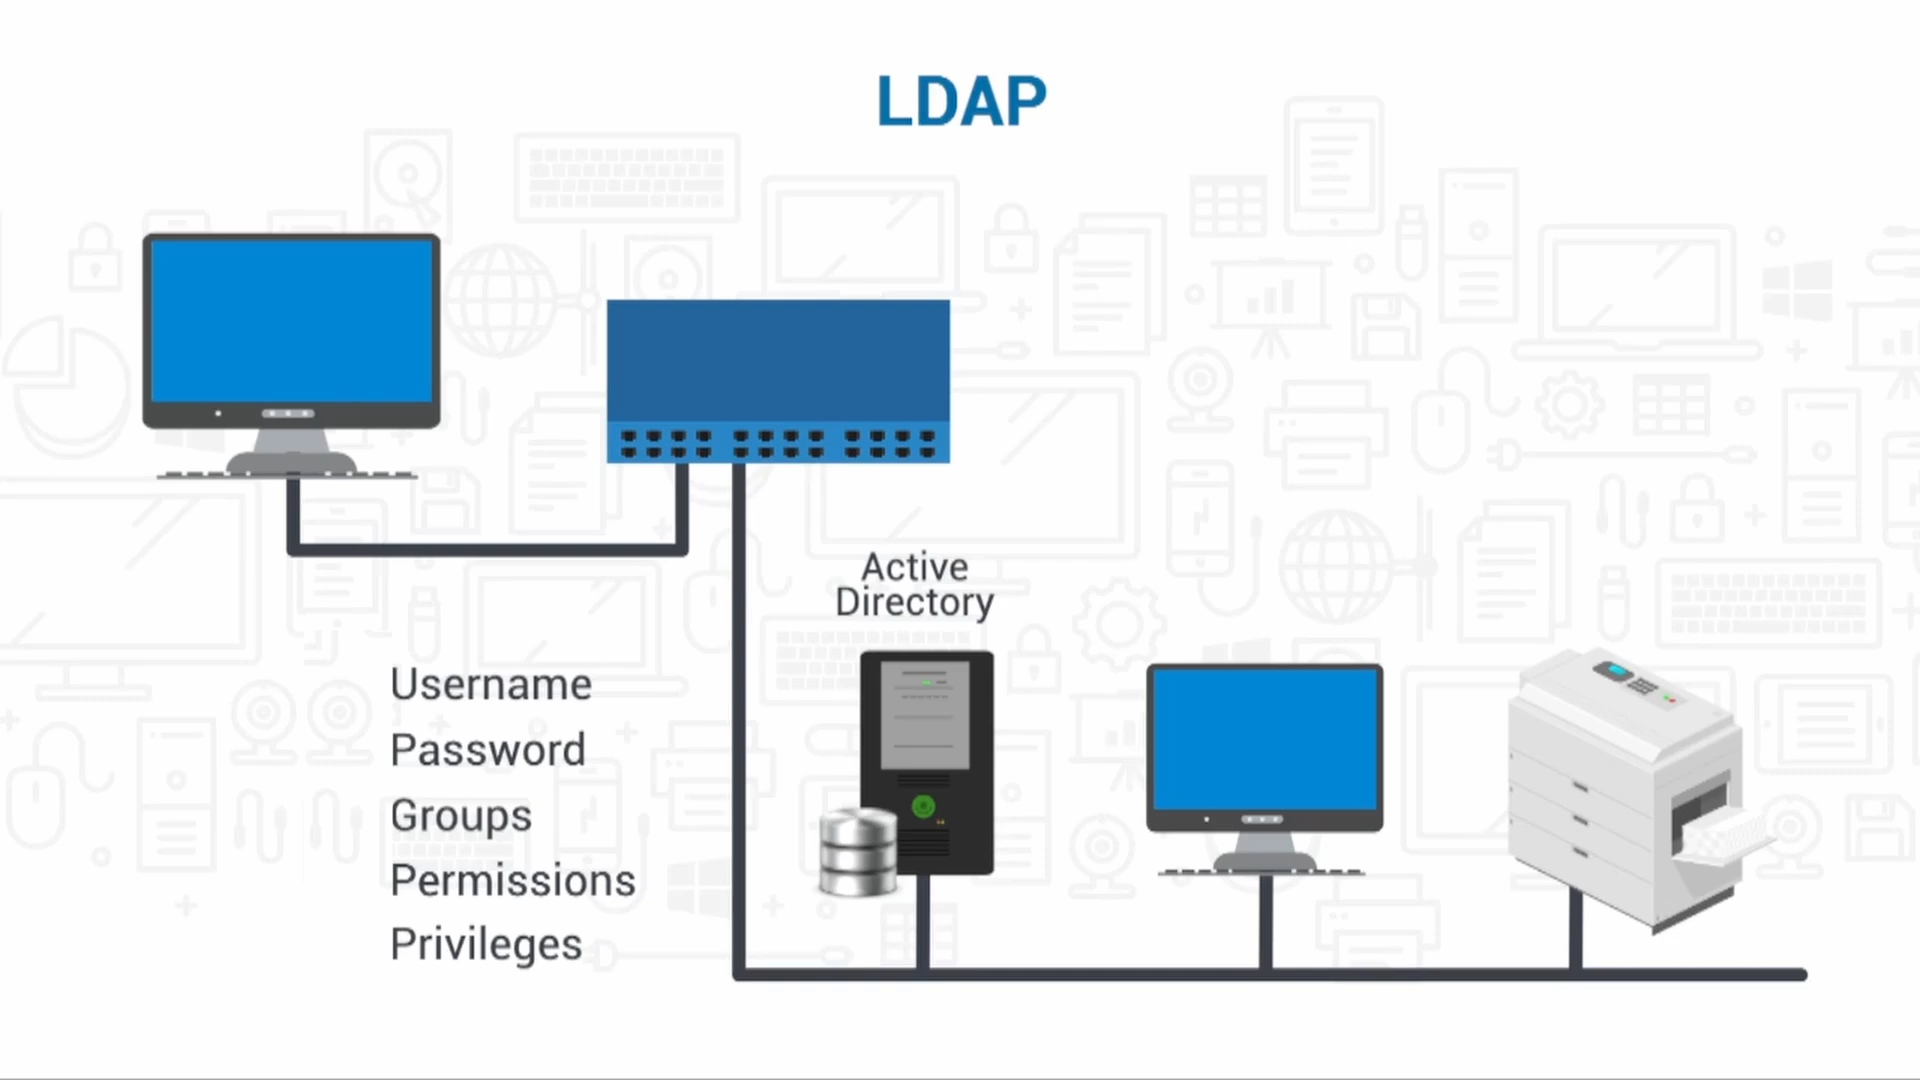 LDAP
Active
Directory
Username
Password
Groups
Permissions
Privileges